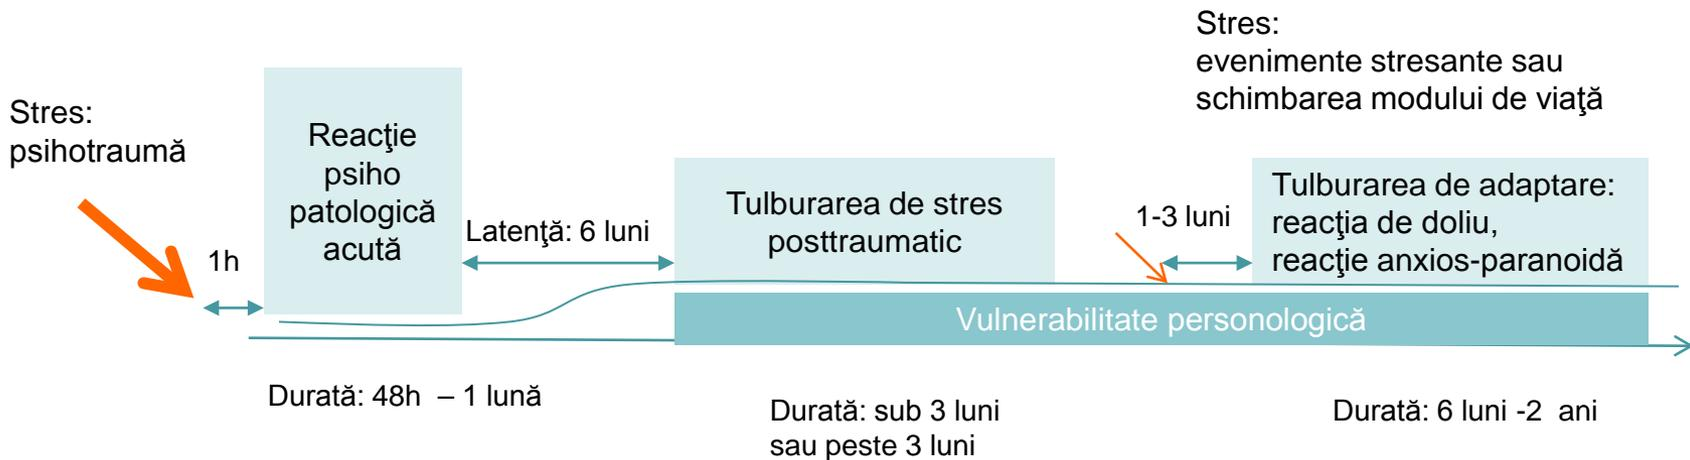 Stres:
psihotraumă
1h
Reacţie
psiho
patologică
acută
Latenţă: 6 luni
Tulburarea de stres
posttraumatic
Stres:
evenimente stresante sau
schimbarea modului de viaţă
1-3 luni
Tulburarea de adaptare:
reacţia de doliu,
reacţie anxios-paranoidă
Vulnerabilitate personologică
Durată: 48h – 1 lună
Durată: sub 3 luni
sau peste 3 luni
Durată: 6 luni -2 ani